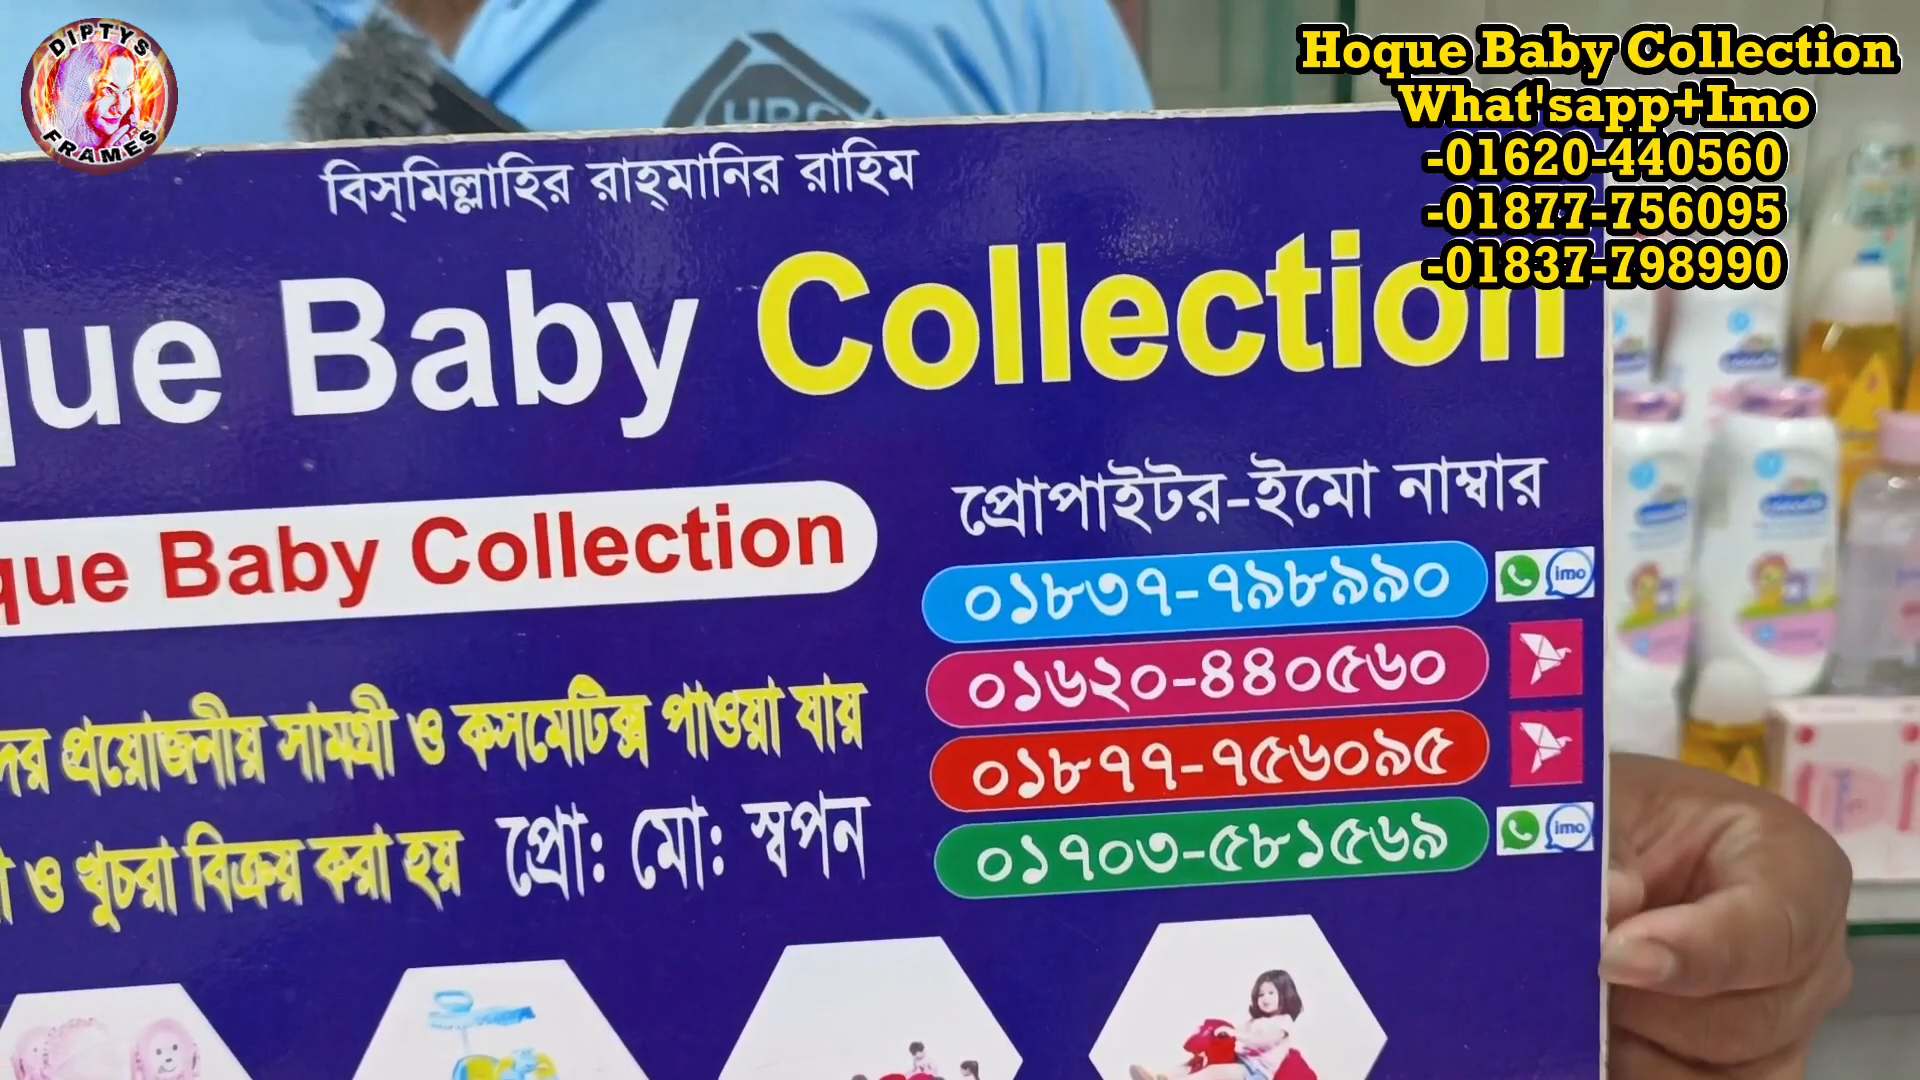 DIPTYS
FRAMES
Hoque Baby Collection
What'sapp+Imo
-01620-440560
-01877-756095
-01837-798990
বিস্‌মিল্লাহির রাহ্‌মানির রাহিম
que Baby Collection
que Baby Collection
প্রোপাইটর-ইমো নাম্বার
০১৮৩৭-৭৯৮৯৯০
imo
০১৬২০-৪৪০৫৬০
০১৮৭৭-৭৫৬০৯৫
০১৭০৩-৫৮১৫৬৯
imo
দের প্রয়োজনীয় সামগ্রী ও কসমেটিক্স পাওয়া যায়
ও খুচরা বিক্রয় করা হয় প্রো: মো: স্বপন